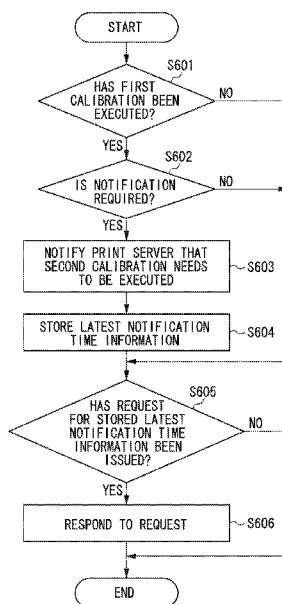 START
S601
HAS FIRST
CALIBRATION BEEN
EXECUTED?
NO
YES
S602
IS NOTIFICATION
REQUIRED?
NO
YES
NOTIFY PRINT SERVER THAT
SECOND CALIBRATION NEEDS
TO BE EXECUTED
S603
STORE LATEST NOTIFICATION
TIME INFORMATION
S604
S605
HAS REQUEST
FOR STORED LATEST
NOTIFICATION TIME
INFORMATION BEEN
ISSUED?
NO
YES
RESPOND TO REQUEST
S606
END